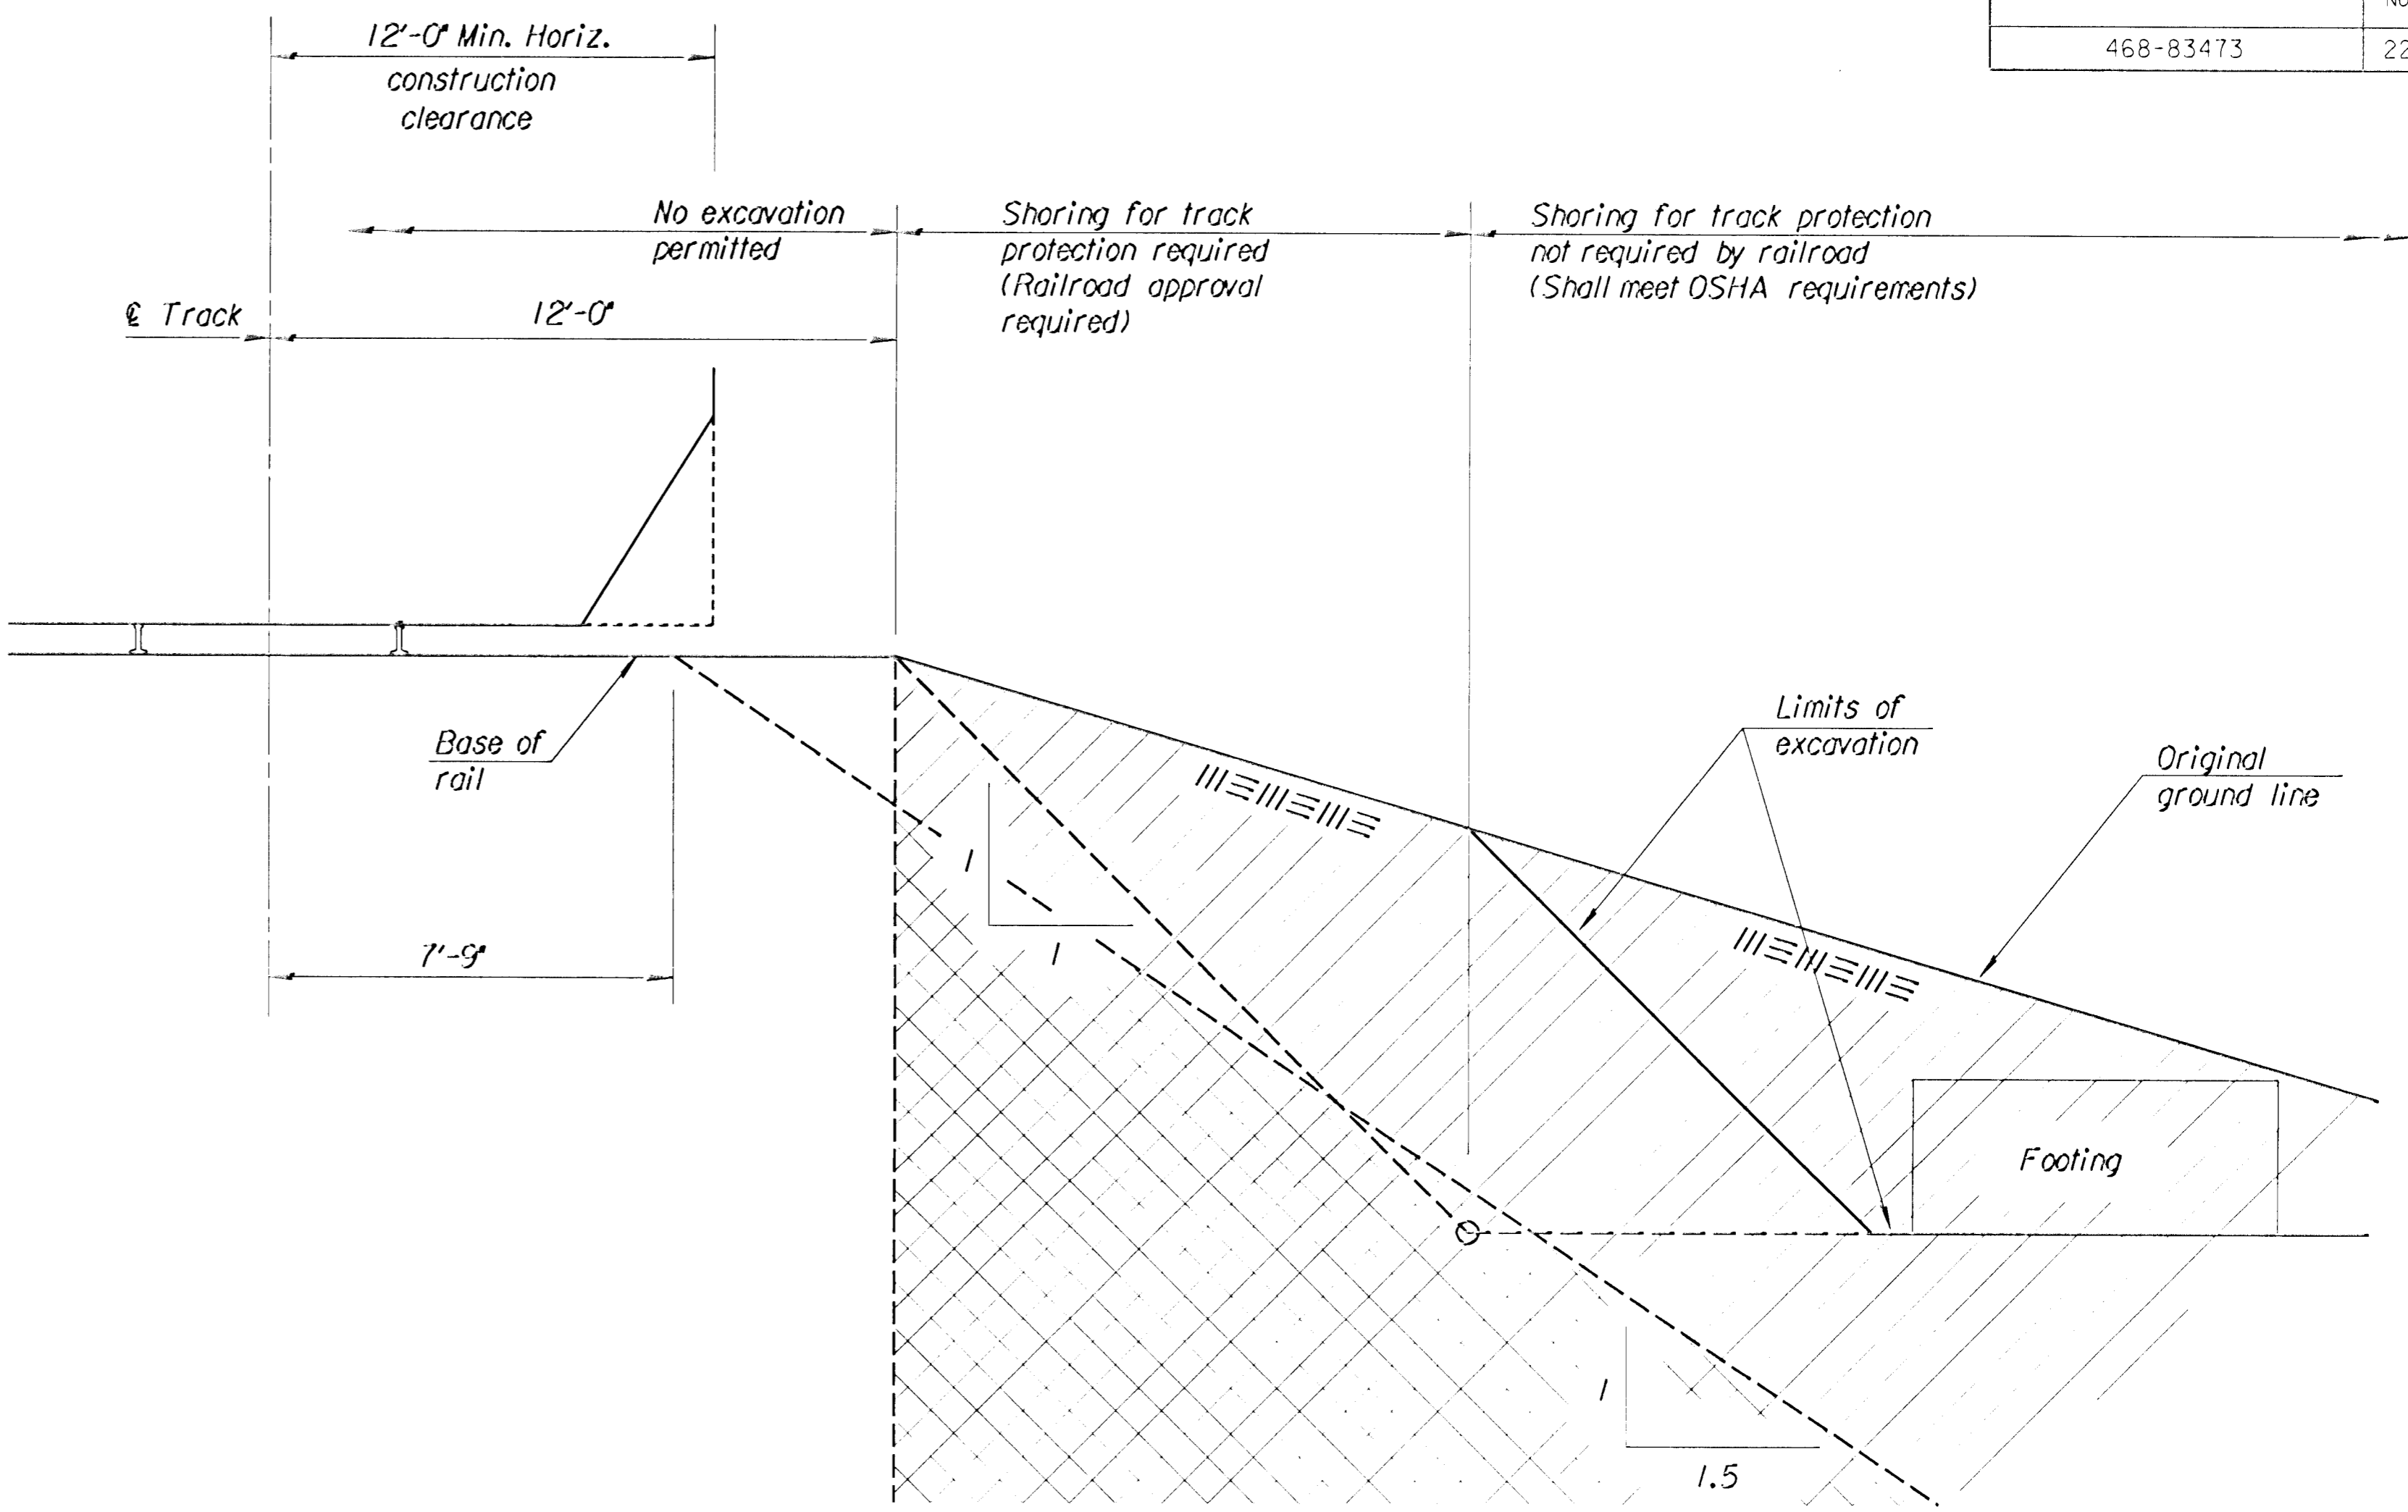 468-83473
12'-0" Min. Horiz.
construction
clearance
No excavation
permitted
Shoring for track
protection required
(Railroad approval
required)
Shoring for track protection
not required by railroad
(Shall meet OSHA requirements)
℄ Track
12'-0"
Base of
rail
7'-9"
1
1
Limits of
excavation
Original
ground line
Footing
1
1.5